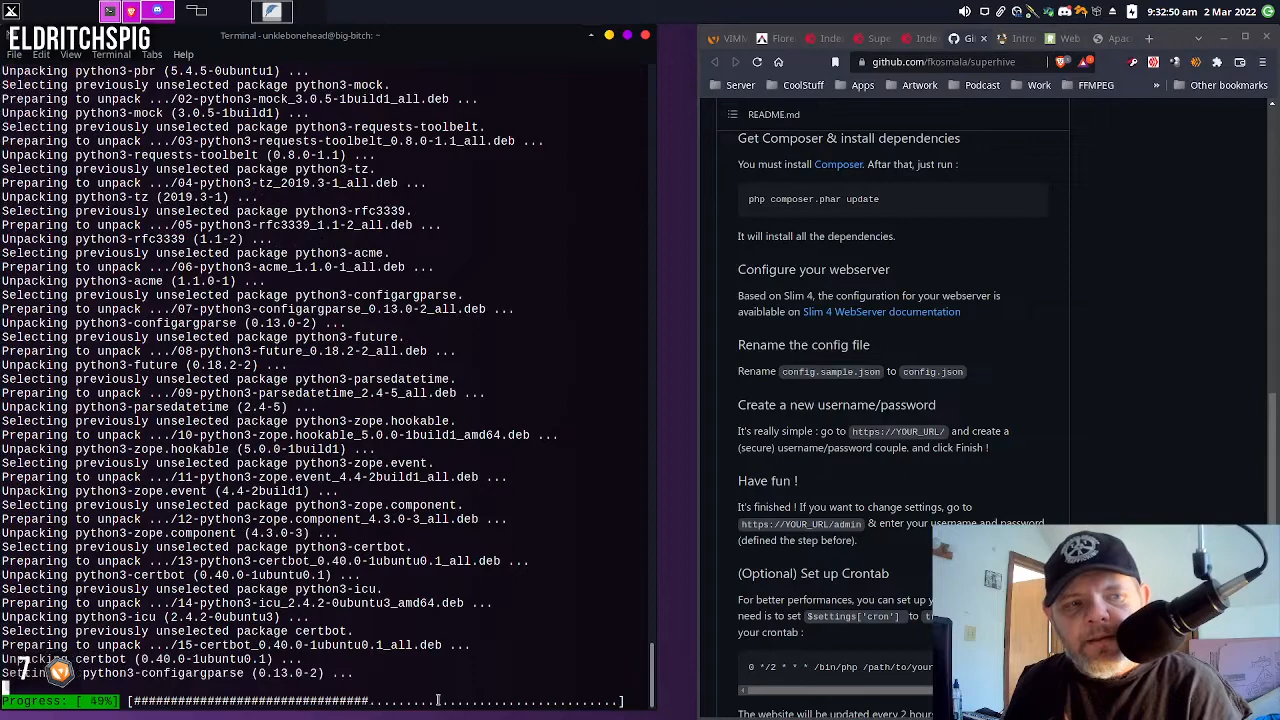 9:32:50 am
2 Mar 2022
ELDRITCHSPIG
Terminal - unklebonehead@big-bitch: ~
File Edit View Terminal Tabs Help
Unpacking python3-pbr (5.4.5-0ubuntu1) ...
Selecting previously unselected package python3-mock.
Preparing to unpack .../02-python3-mock_3.0.5-1build1_all.deb ...
Unpacking python3-mock (3.0.5-1build1) ...
Selecting previously unselected package python3-requests-toolbelt.
Preparing to unpack .../03-python3-requests-toolbelt_0.8.0-1.1_all.deb ...
Unpacking python3-requests-toolbelt (0.8.0-1.1) ...
Selecting previously unselected package python3-tz.
Preparing to unpack .../04-python3-tz_2019.3-1_all.deb ...
Unpacking python3-tz (2019.3-1) ...
Selecting previously unselected package python3-rfc3339.
Preparing to unpack .../05-python3-rfc3339_1.1-2_all.deb ...
Unpacking python3-rfc3339 (1.1-2) ...
Selecting previously unselected package python3-acme.
Preparing to unpack .../06-python3-acme_1.1.0-1_all.deb ...
Unpacking python3-acme (1.1.0-1) ...
Selecting previously unselected package python3-configargparse.
Preparing to unpack .../07-python3-configargparse_0.13.0-2_all.deb ...
Unpacking python3-configargparse (0.13.0-2) ...
Selecting previously unselected package python3-future.
Preparing to unpack .../08-python3-future_0.18.2-2_all.deb ...
Unpacking python3-future (0.18.2-2) ...
Selecting previously unselected package python3-parsedatetime.
Preparing to unpack .../09-python3-parsedatetime_2.4-5_all.deb ...
Unpacking python3-parsedatetime (2.4-5) ...
Selecting previously unselected package python3-zope.hookable.
Preparing to unpack .../10-python3-zope.hookable_5.0.0-1build1_amd64.deb ...
Unpacking python3-zope.hookable (5.0.0-1build1) ...
Selecting previously unselected package python3-zope.event.
Preparing to unpack .../11-python3-zope.event_4.4-2build1_all.deb ...
Unpacking python3-zope.event (4.4-2build1) ...
Selecting previously unselected package python3-zope.component.
Preparing to unpack .../12-python3-zope.component_4.3.0-3_all.deb ...
Unpacking python3-zope.component (4.3.0-3) ...
Selecting previously unselected package python3-certbot.
Preparing to unpack .../13-python3-certbot_0.40.0-1ubuntu0.1_all.deb ...
Unpacking python3-certbot (0.40.0-1ubuntu0.1) ...
Selecting previously unselected package python3-icu.
Preparing to unpack .../14-python3-icu_2.4.2-0ubuntu3_amd64.deb ...
Unpacking python3-icu (2.4.2-0ubuntu3) ...
Selecting previously unselected package certbot.
Preparing to unpack .../15-certbot_0.40.0-1ubuntu0.1_all.deb ...
Unpacking certbot (0.40.0-1ubuntu0.1) ...
python3-configargparse (0.13.0-2) ...
7
Progress: [ 49%] [################################..................................]
VIMM Flore Inde Supe Inde Gi Intro Web Apac
github.com/fkosmala/superhive
Server CoolStuff Apps Artwork Podcast Work FFMPEG » Other bookmarks
README.md
Get Composer & install dependencies
You must install Composer. Aftar that, just run :
php composer.phar update
It will install all the dependencies.
Configure your webserver
Based on Slim 4, the configuration for your webserver is
avaiblable on Slim 4 WebServer documentation
Rename the config file
Rename config.sample.json to config.json
Create a new username/password
It's really simple : go to https://YOUR_URL/ and create a
(secure) username/password couple. and click Finish !
Have fun !
It's finished ! If you want to change settings, go to
https://YOUR_URL/admin & enter your username and password
(defined the step before).
(Optional) Set up Crontab
For better performances, you can set up y
need is to set $settings['cron'] to t
your crontab :
0 */2 * * * /bin/php /path/to/your
The website will be updated every 2 hours